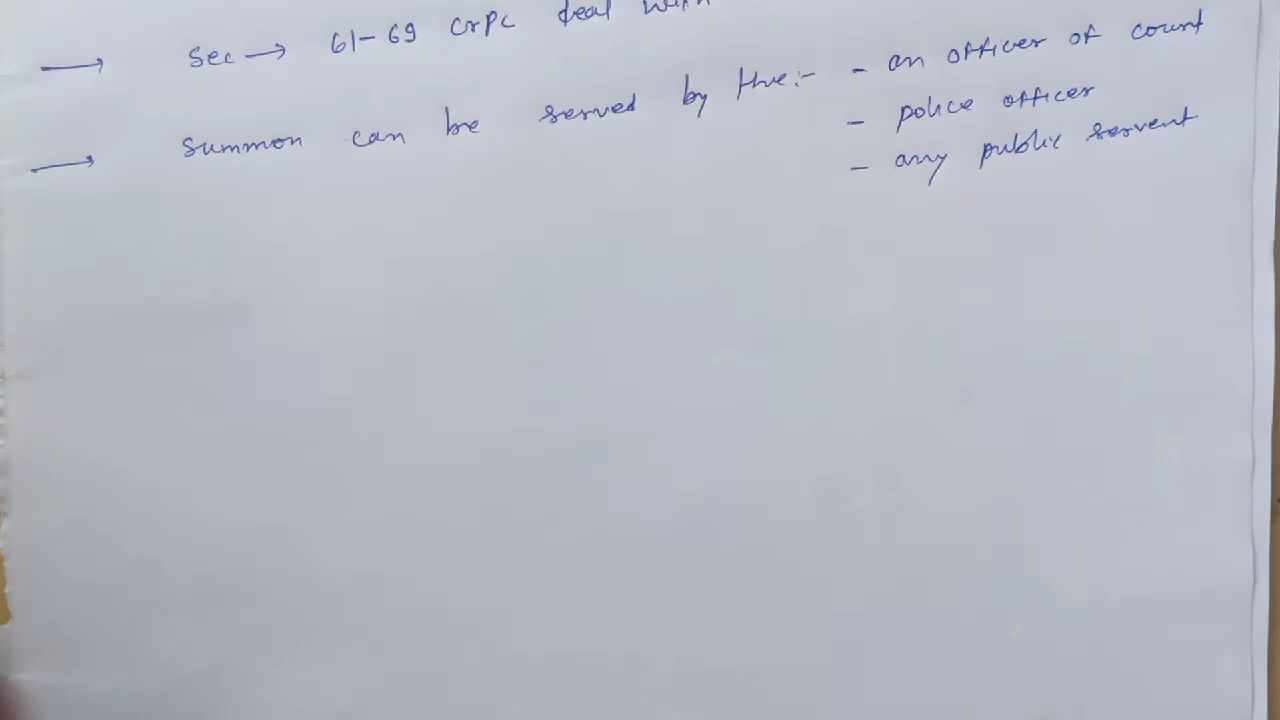 → Sec → 61-69 CrPC deal with
→ Summon can be served by the:- - an officer of court
- police officer
- any public servent